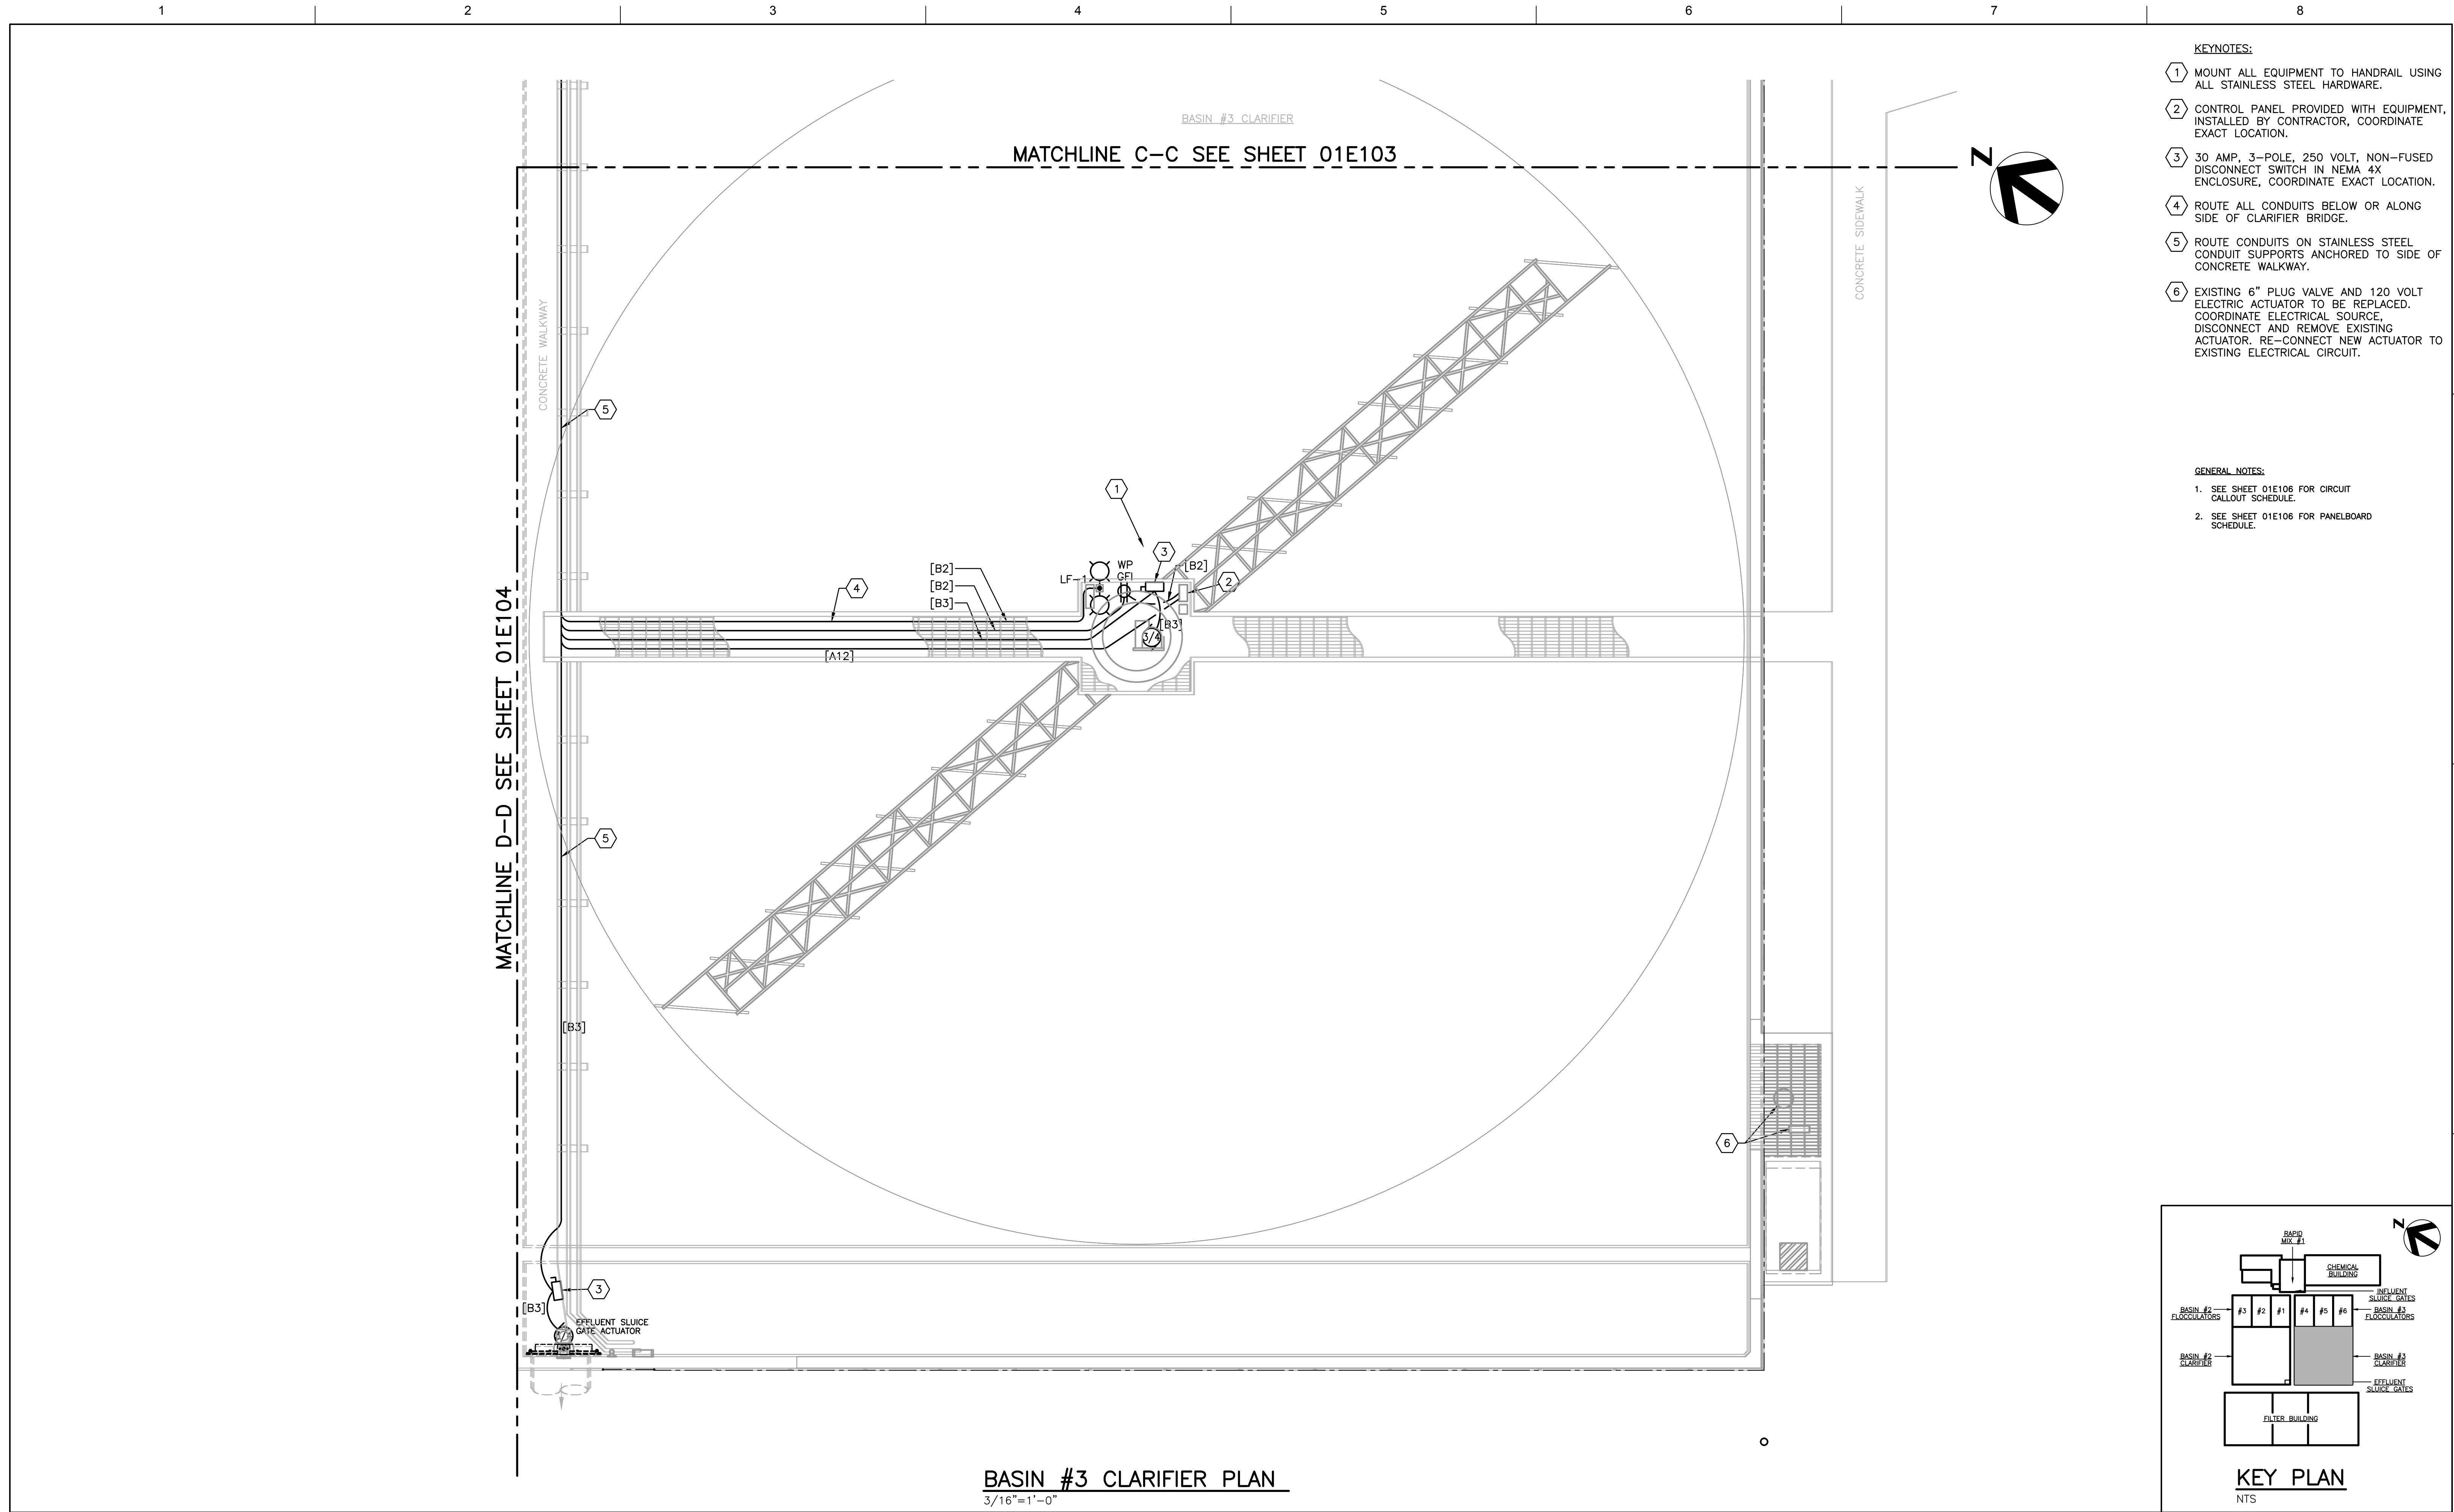 1 2 3 4 5 6 7 8
BASIN #3 CLARIFIER
MATCHLINE C-C SEE SHEET 01E103
N
CONCRETE SIDEWALK
CONCRETE WALKWAY
MATCHLINE D-D SEE SHEET 01E104
5
1
3
WP
GFI
LF-1
[B2]
2
[B2]
[B2]
[B3]
4
[B3]
3/4
[A12]
5
[B3]
6
3
[B3]
EFFLUENT SLUICE
GATE ACTUATOR
BASIN #3 CLARIFIER PLAN
3/16"=1'-0"
KEYNOTES:
1 MOUNT ALL EQUIPMENT TO HANDRAIL USING
ALL STAINLESS STEEL HARDWARE.
2 CONTROL PANEL PROVIDED WITH EQUIPMENT,
INSTALLED BY CONTRACTOR, COORDINATE
EXACT LOCATION.
3 30 AMP, 3-POLE, 250 VOLT, NON-FUSED
DISCONNECT SWITCH IN NEMA 4X
ENCLOSURE, COORDINATE EXACT LOCATION.
4 ROUTE ALL CONDUITS BELOW OR ALONG
SIDE OF CLARIFIER BRIDGE.
5 ROUTE CONDUITS ON STAINLESS STEEL
CONDUIT SUPPORTS ANCHORED TO SIDE OF
CONCRETE WALKWAY.
6 EXISTING 6" PLUG VALVE AND 120 VOLT
ELECTRIC ACTUATOR TO BE REPLACED.
COORDINATE ELECTRICAL SOURCE,
DISCONNECT AND REMOVE EXISTING
ACTUATOR. RE-CONNECT NEW ACTUATOR TO
EXISTING ELECTRICAL CIRCUIT.
GENERAL NOTES:
1. SEE SHEET 01E106 FOR CIRCUIT
CALLOUT SCHEDULE.
2. SEE SHEET 01E106 FOR PANELBOARD
SCHEDULE.
N
RAPID
MIX #1
CHEMICAL
BUILDING
INFLUENT
SLUICE GATES
BASIN #2
FLOCCULATORS
#3 #2 #1 #4 #5 #6
BASIN #3
FLOCCULATORS
BASIN #2
CLARIFIER
BASIN #3
CLARIFIER
EFFLUENT
SLUICE GATES
FILTER BUILDING
KEY PLAN
NTS